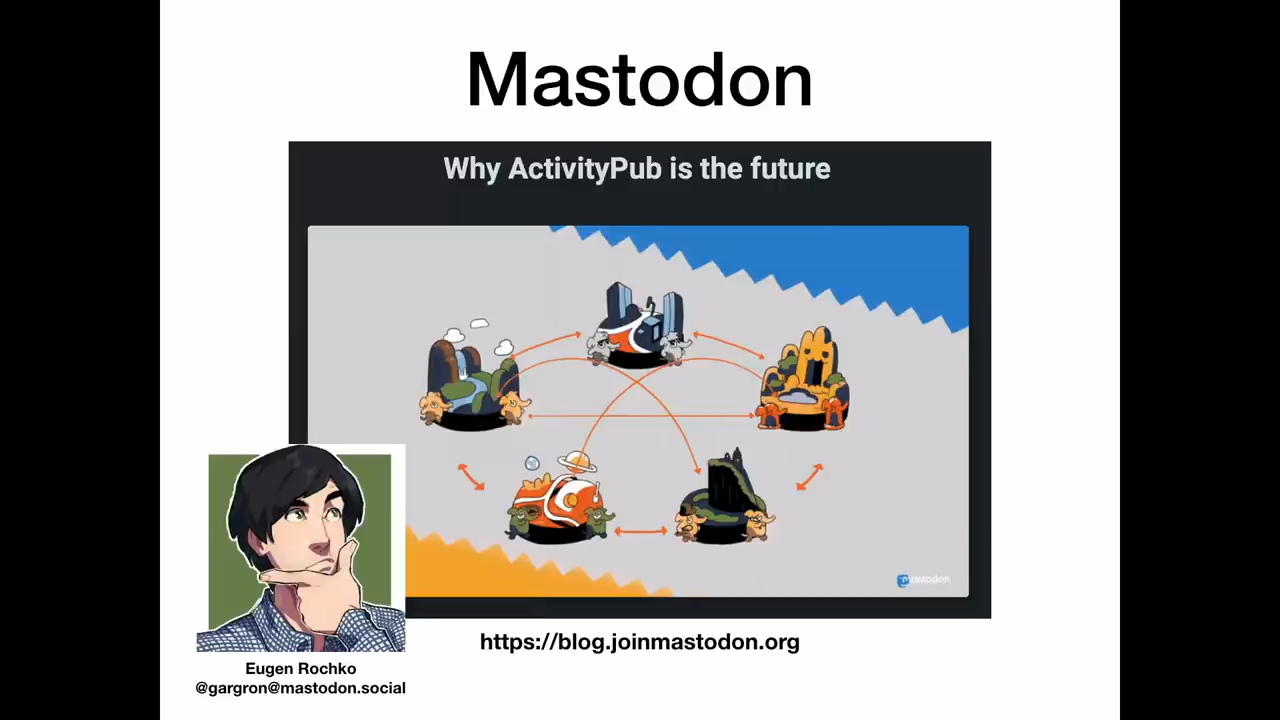 Mastodon
Why ActivityPub is the future
mastodon
https://blog.joinmastodon.org
Eugen Rochko
@gargron@mastodon.social